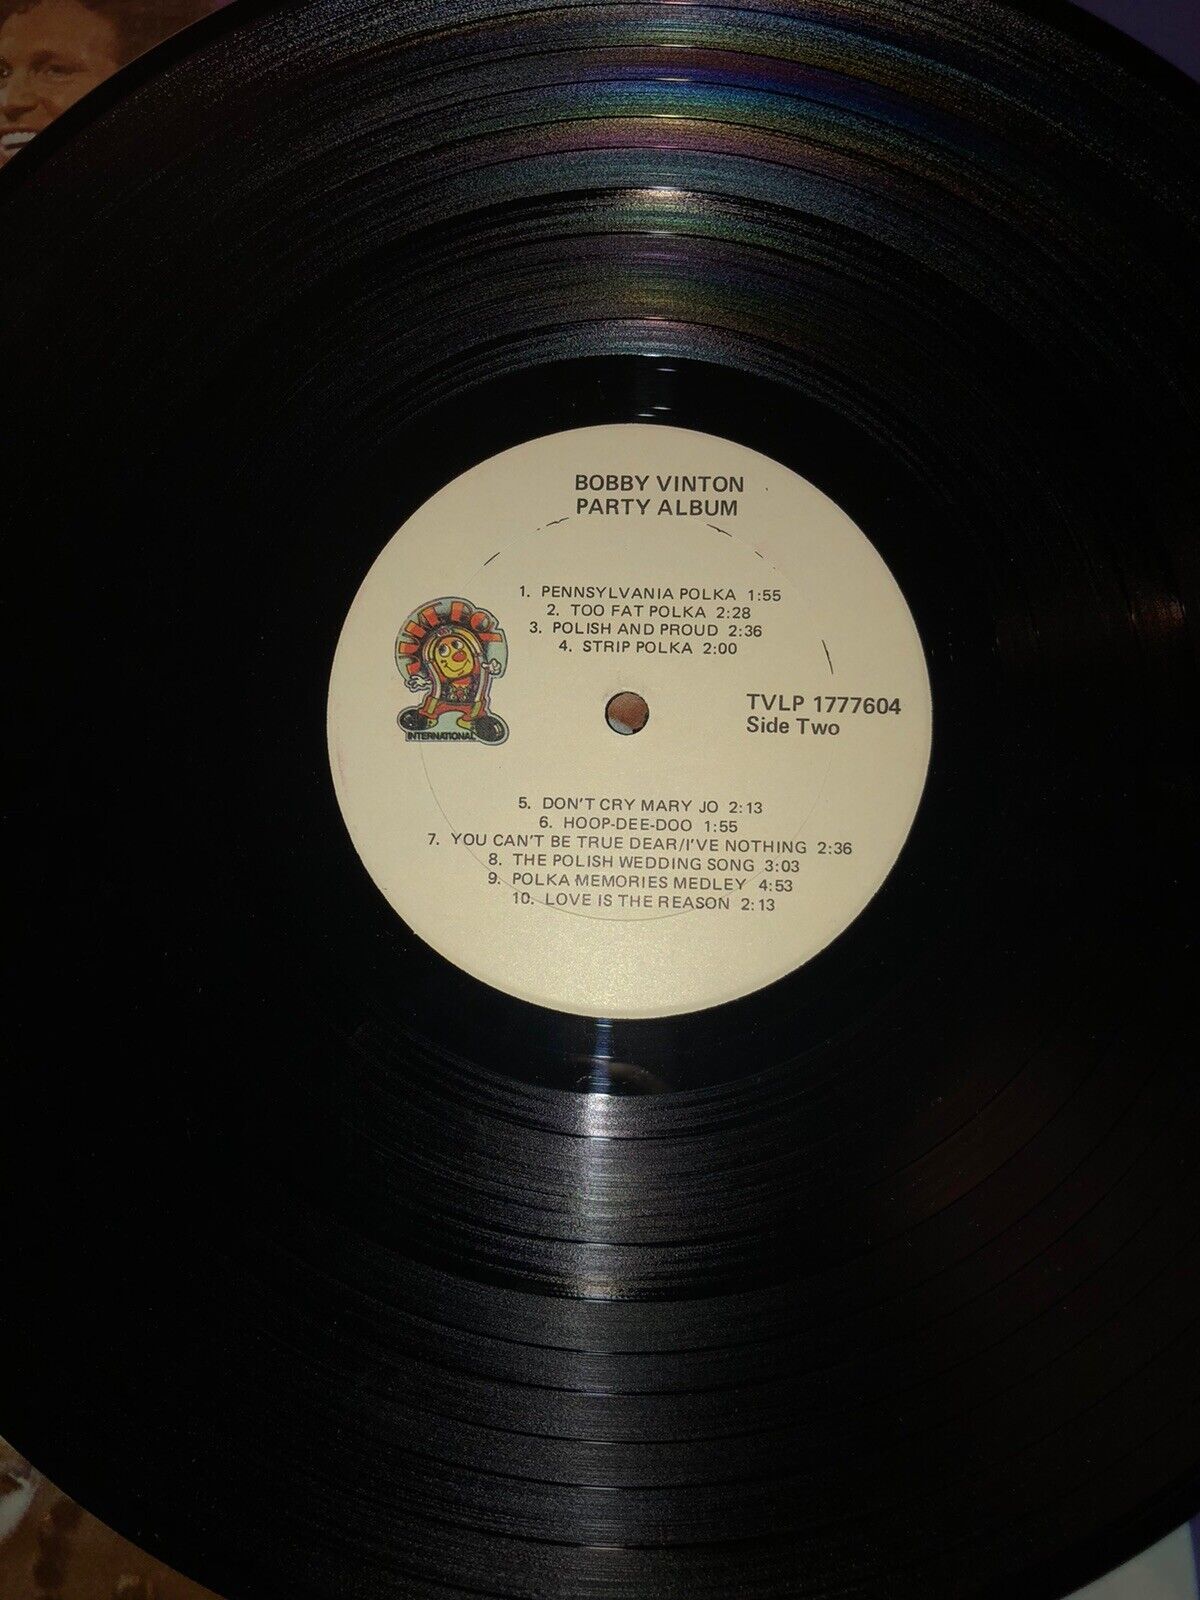 BOBBY VINTON
PARTY ALBUM
1. PENNSYLVANIA POLKA 1:55
2. TOO FAT POLKA 2:28
3. POLISH AND PROUD 2:36
4. STRIP POLKA 2:00
JUKE BOX
INTERNATIONAL
TVLP 1777604
Side Two
5. DON'T CRY MARY JO 2:13
6. HOOP-DEE-DOO 1:55
7. YOU CAN'T BE TRUE DEAR/I'VE NOTHING 2:36
8. THE POLISH WEDDING SONG 3:03
9. POLKA MEMORIES MEDLEY 4:53
10. LOVE IS THE REASON 2:13